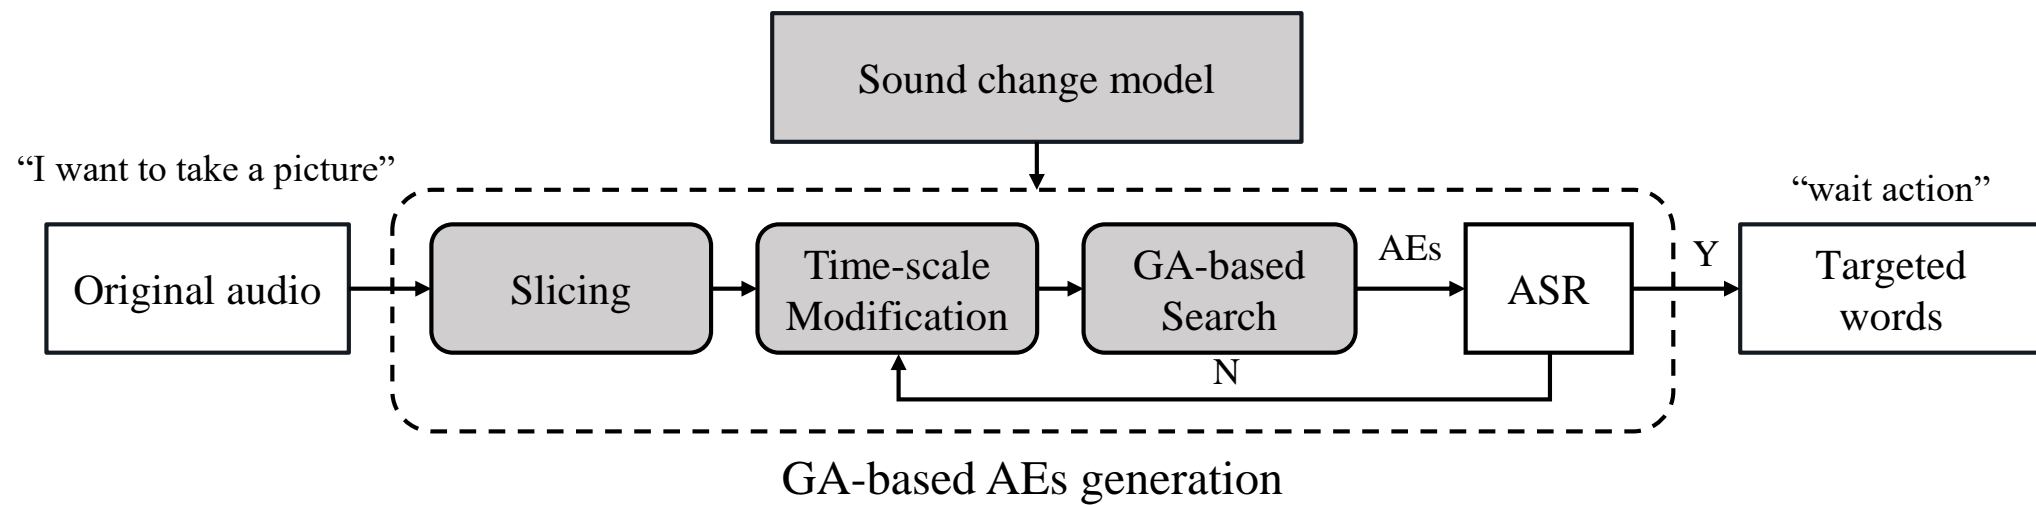 Sound change model
“I want to take a picture”
“wait action”
Original audio
Slicing
Time-scale
Modification
GA-based
Search
AEs
ASR
Y
Targeted
words
N
GA-based AEs generation